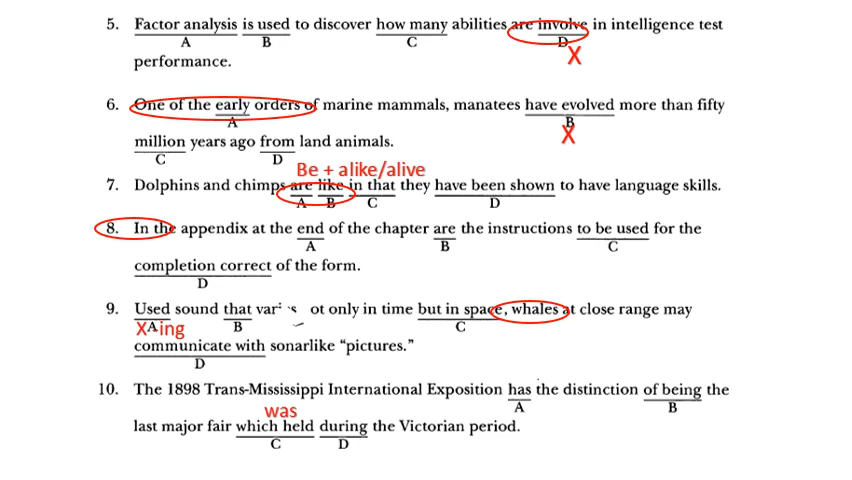 5. Factor analysis is used to discover how many abilities are involve in intelligence test
A B C D
X
performance.
6. One of the early orders of marine mammals, manatees have evolved more than fifty
A B
X
million years ago from land animals.
C D
Be + alike/alive
7. Dolphins and chimps are like in that they have been shown to have language skills.
A B C D
8. In the appendix at the end of the chapter are the instructions to be used for the
A B C
completion correct of the form.
D
9. Used sound that var s ot only in time but in space, whales at close range may
XAing B C
communicate with sonarlike “pictures.”
D
10. The 1898 Trans-Mississippi International Exposition has the distinction of being the
A B
was
last major fair which held during the Victorian period.
C D